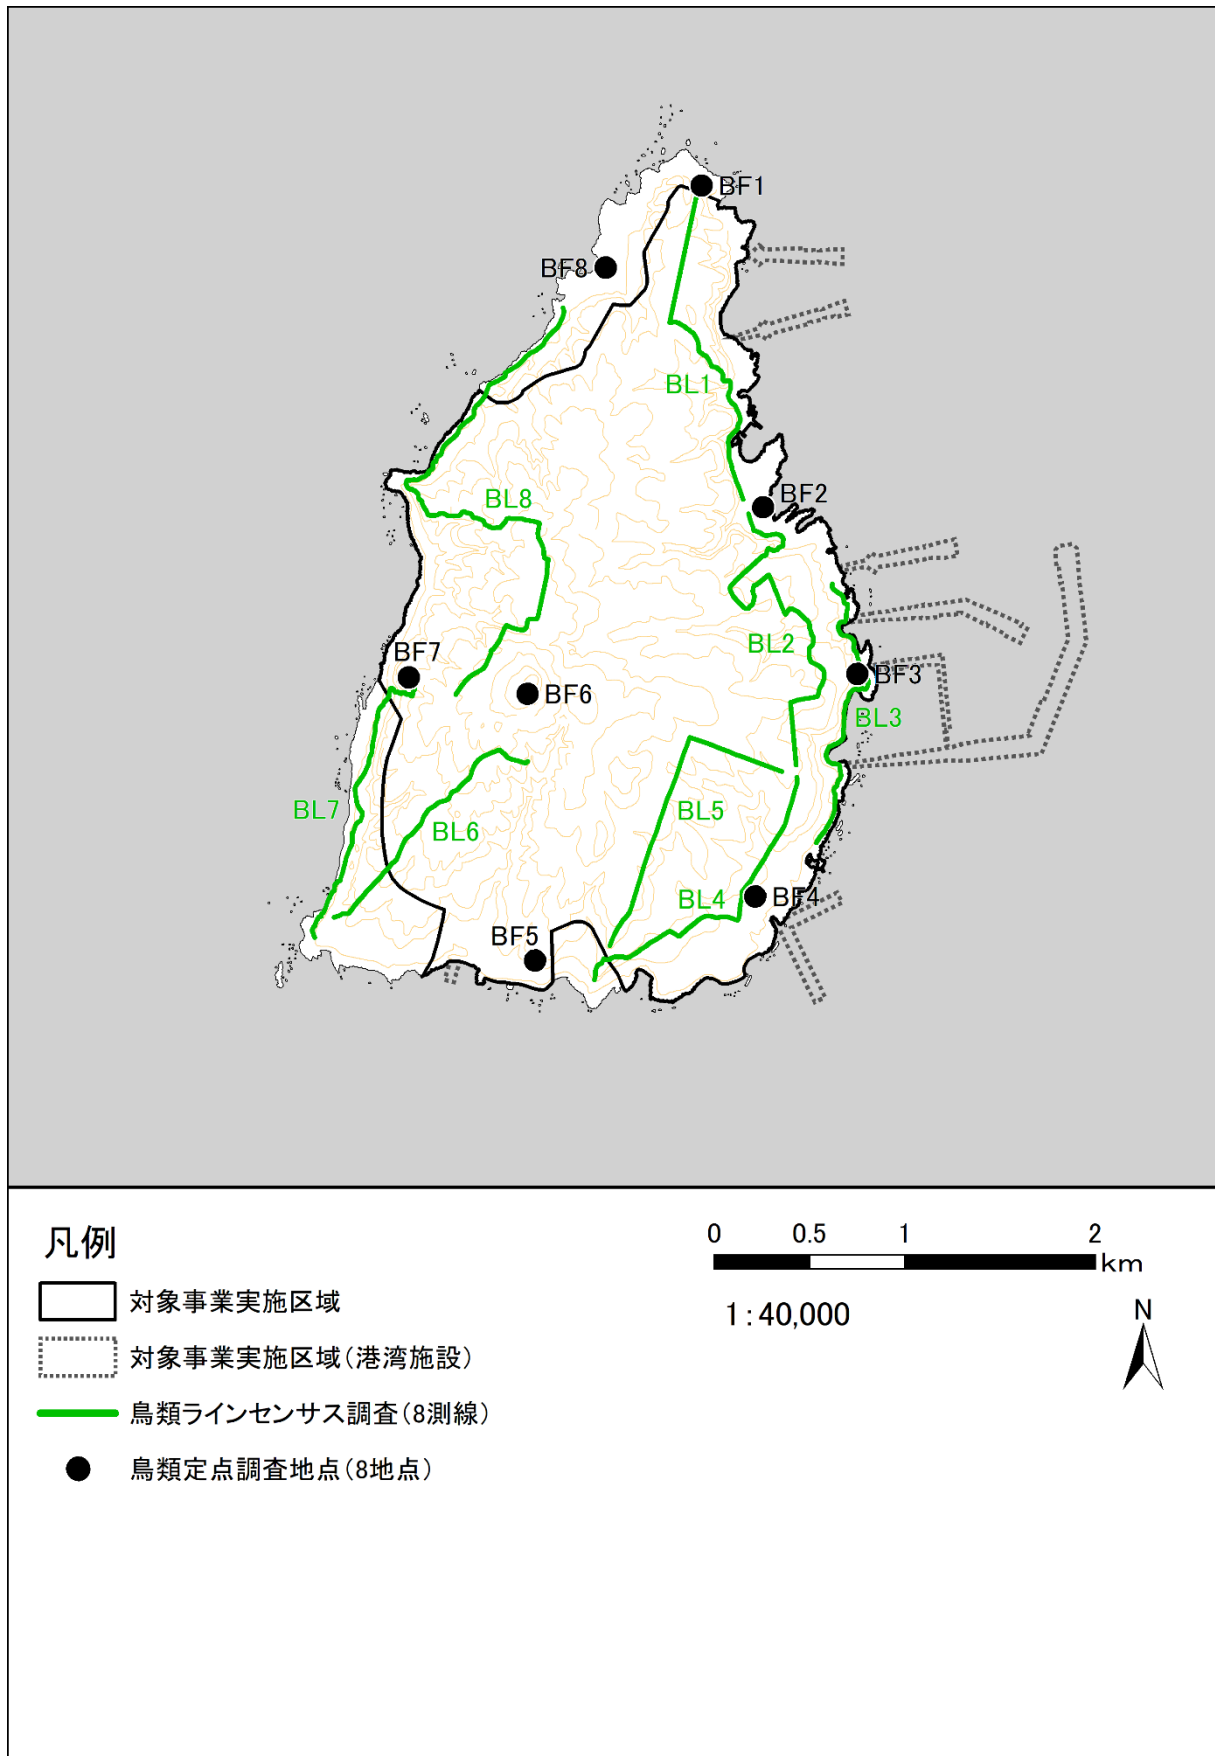 BF1
BF8
BL1
BL8
BF2
BL2
BF7
BF3
BF6
BL3
BL7
BL5
BL6
BL4
BF4
BF5
凡例
対象事業実施区域
対象事業実施区域(港湾施設)
鳥類ラインセンサス調査(8測線)
鳥類定点調査地点(8地点)
0 0.5 1 2
km
1:40,000
N